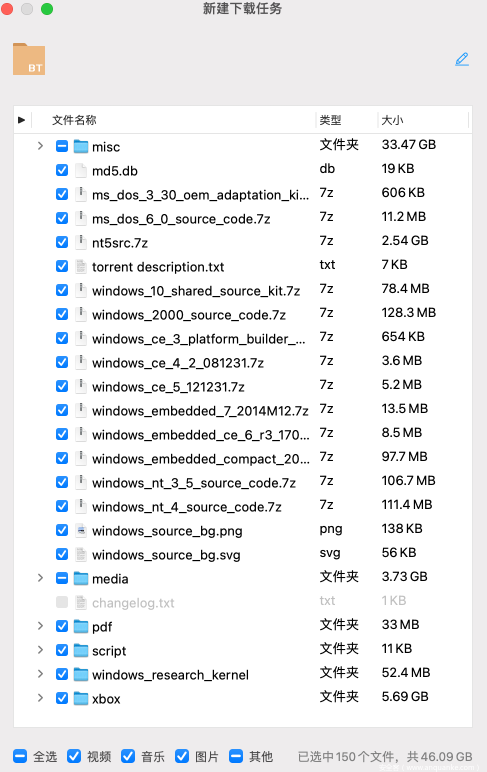 新建下载任务
BT
文件名称 类型 大小
misc 文件夹 33.47 GB
md5.db db 19 KB
ms_dos_3_30_oem_adaptation_ki... 7z 606 KB
ms_dos_6_0_source_code.7z 7z 11.2 MB
nt5src.7z 7z 2.54 GB
torrent description.txt txt 7 KB
windows_10_shared_source_kit.7z 7z 78.4 MB
windows_2000_source_code.7z 7z 128.3 MB
windows_ce_3_platform_builder_... 7z 654 KB
windows_ce_4_2_081231.7z 7z 3.6 MB
windows_ce_5_121231.7z 7z 5.2 MB
windows_embedded_7_2014M12.7z 7z 13.5 MB
windows_embedded_ce_6_r3_170... 7z 8.5 MB
windows_embedded_compact_20... 7z 97.7 MB
windows_nt_3_5_source_code.7z 7z 106.7 MB
windows_nt_4_source_code.7z 7z 111.4 MB
windows_source_bg.png png 138 KB
windows_source_bg.svg svg 56 KB
media 文件夹 3.73 GB
changelog.txt txt 1 KB
pdf 文件夹 33 MB
script 文件夹 11 KB
windows_research_kernel 文件夹 52.4 MB
xbox 文件夹 5.69 GB
全选 视频 音乐 图片 其他 已选中150个文件，共46.09 GB